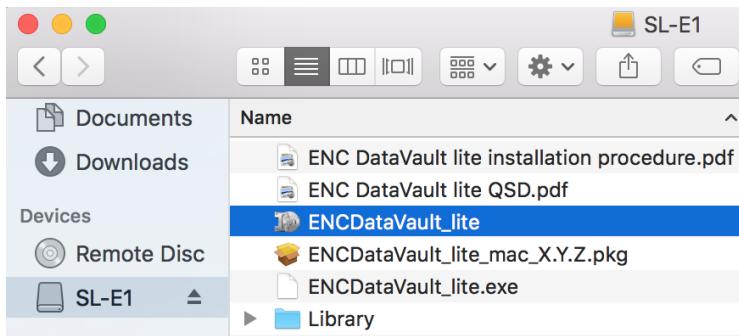 SL-E1
Documents
Downloads
Devices
Remote Disc
SL-E1
Name
ENC DataVault lite installation procedure.pdf
ENC DataVault lite QSD.pdf
ENCDataVault_lite
ENCDataVault_lite_mac_X.Y.Z.pkg
ENCDataVault_lite.exe
Library